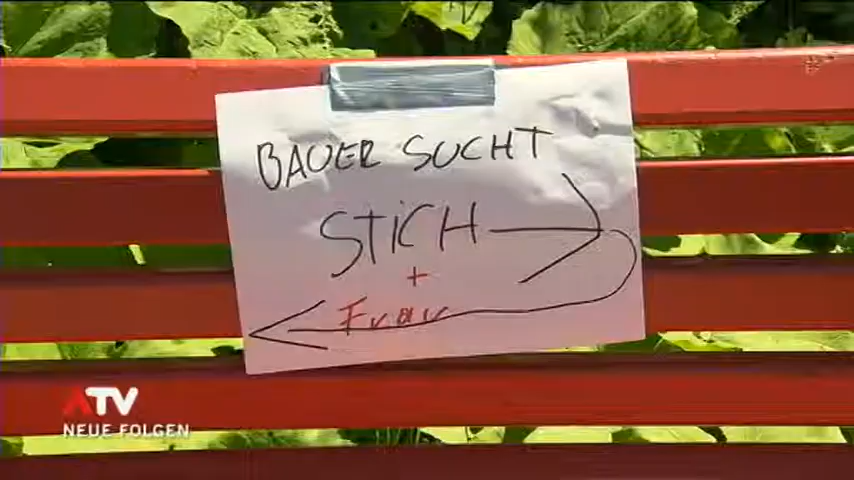 BAUER SUCHT
STiCH
+
Frau
ATV
NEUE FOLGEN